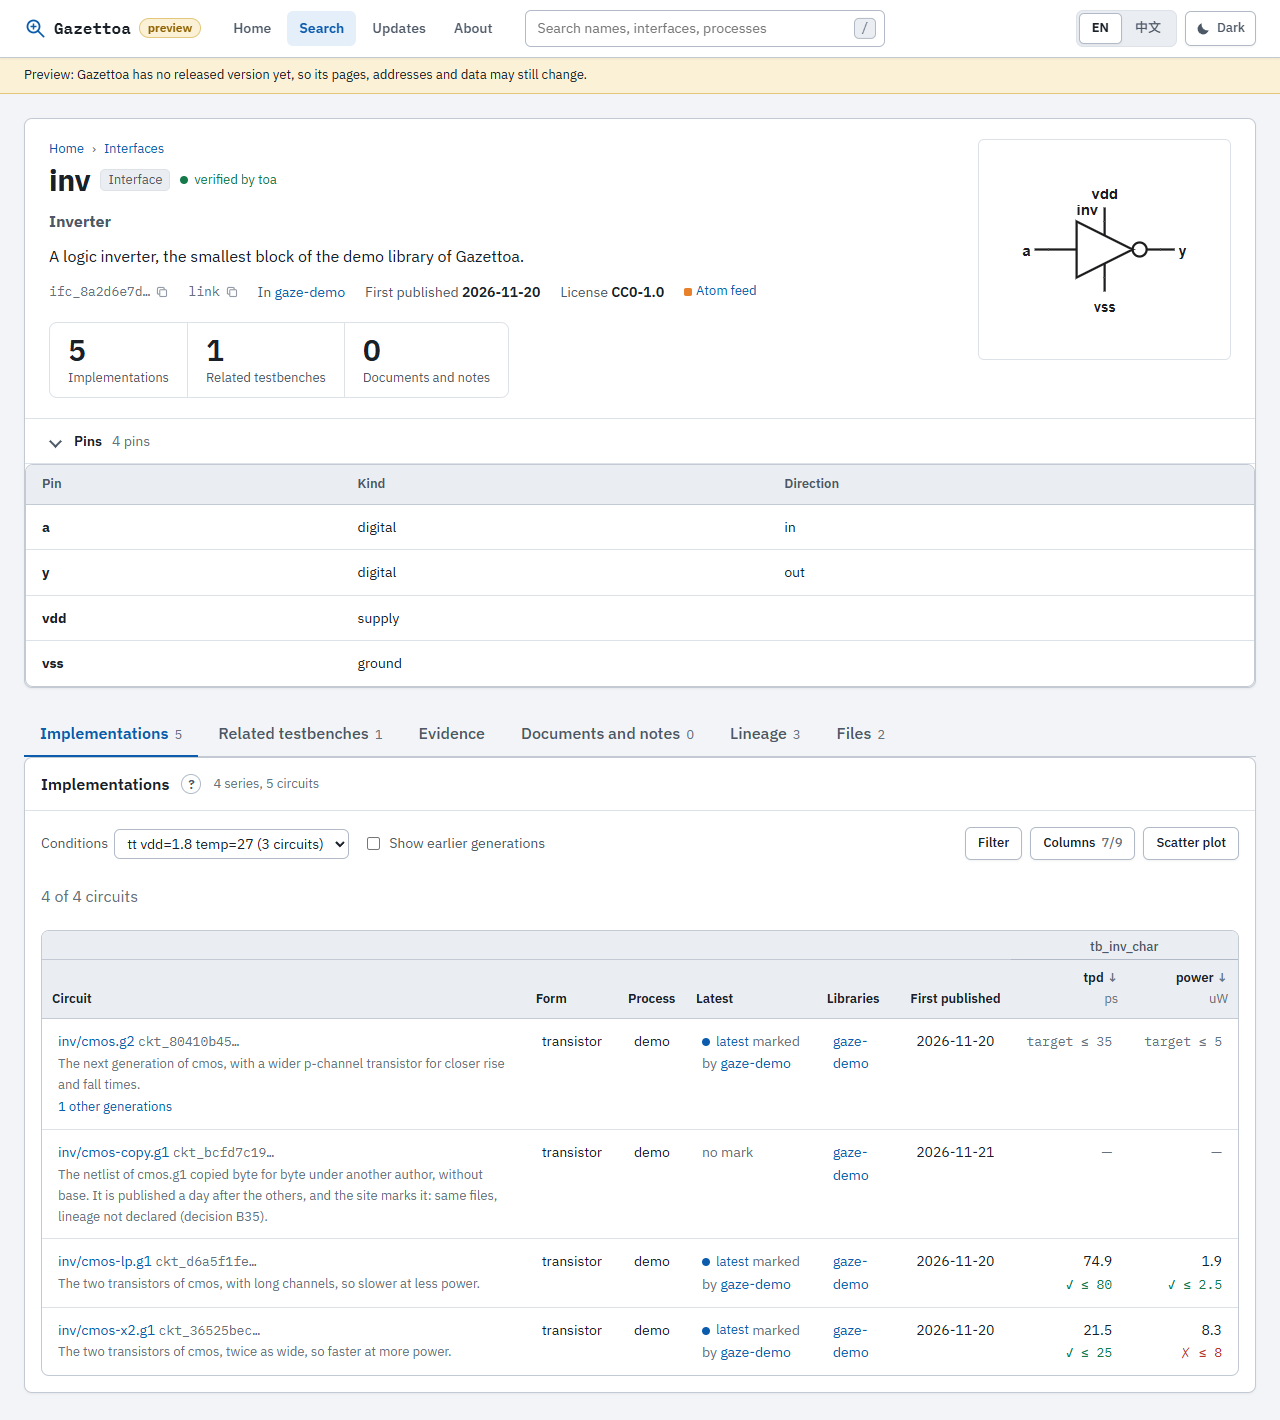 Gazettoa preview Home Search Updates About Search names, interfaces, processes / EN 中文 Dark
Preview: Gazettoa has no released version yet, so its pages, addresses and data may still change.
Home › Interfaces
inv Interface verified by toa
Inverter
A logic inverter, the smallest block of the demo library of Gazettoa.
ifc_8a2d6e7d… link In gaze-demo First published 2026-11-20 License CC0-1.0 Atom feed
5 1 0
Implementations Related testbenches Documents and notes
vdd
inv
a y
vss
Pins 4 pins
Pin Kind Direction
a digital in
y digital out
vdd supply
vss ground
Implementations 5 Related testbenches 1 Evidence Documents and notes 0 Lineage 3 Files 2
Implementations ? 4 series, 5 circuits
Conditions tt vdd=1.8 temp=27 (3 circuits) Show earlier generations Filter Columns 7/9 Scatter plot
4 of 4 circuits
tb_inv_char
tpd ↓ power ↓
Circuit Form Process Latest Libraries First published ps uW
inv/cmos.g2 ckt_80410b45… transistor demo latest marked gaze- 2026-11-20 target ≤ 35 target ≤ 5
The next generation of cmos, with a wider p-channel transistor for closer rise by gaze-demo demo
and fall times.
1 other generations
inv/cmos-copy.g1 ckt_bcfd7c19… transistor demo no mark gaze- 2026-11-21 — —
The netlist of cmos.g1 copied byte for byte under another author, without demo
base. It is published a day after the others, and the site marks it: same files,
lineage not declared (decision B35).
inv/cmos-lp.g1 ckt_d6a5f1fe… transistor demo latest marked gaze- 2026-11-20 74.9 1.9
The two transistors of cmos, with long channels, so slower at less power. by gaze-demo demo ✓ ≤ 80 ✓ ≤ 2.5
inv/cmos-x2.g1 ckt_36525bec… transistor demo latest marked gaze- 2026-11-20 21.5 8.3
The two transistors of cmos, twice as wide, so faster at more power. by gaze-demo demo ✓ ≤ 25 ✗ ≤ 8